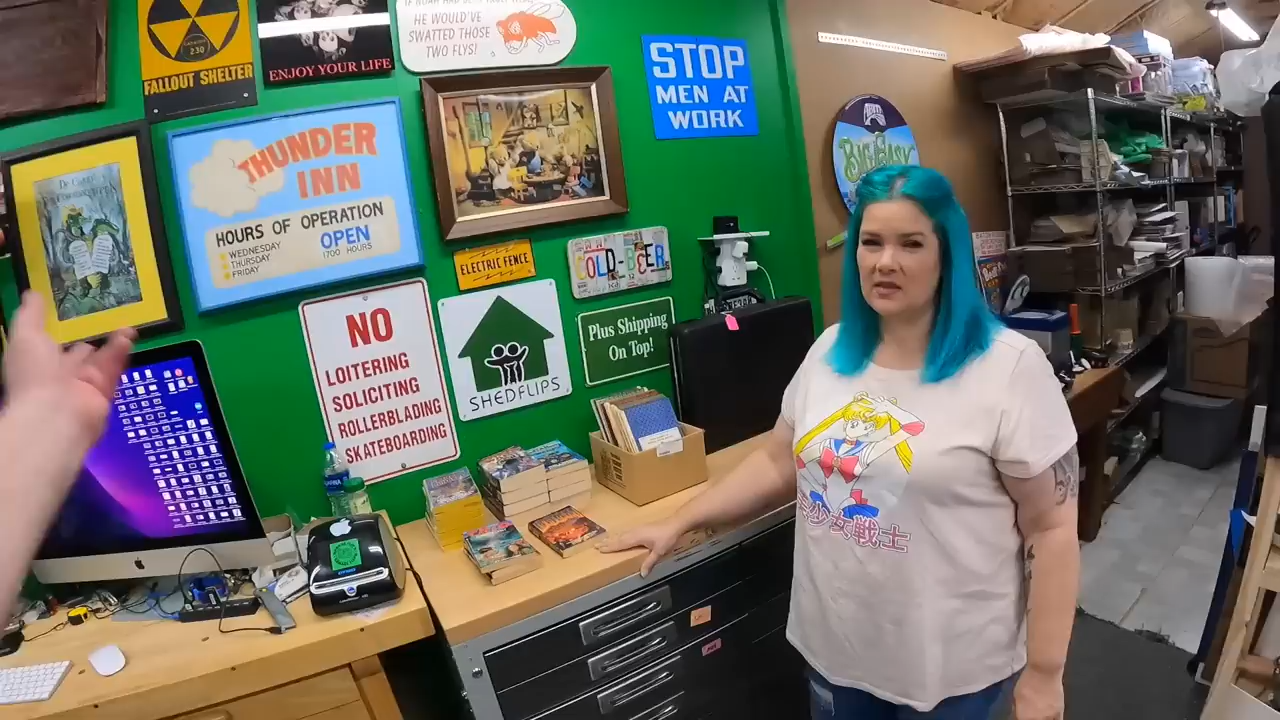 FALLOUT SHELTER
ENJOY YOUR LIFE
HE WOULD'VE
SWATTED THOSE
TWO FLYS!
STOP
MEN AT
WORK
THUNDER
INN
HOURS OF OPERATION
WEDNESDAY
THURSDAY
FRIDAY
OPEN
1700 HOURS
ELECTRIC FENCE
COLD-BEER
NO
LOITERING
SOLICITING
ROLLERBLADING
SKATEBOARDING
SHEDFLIPS
Plus Shipping
On Top!
BIG EASY
美少女戦士